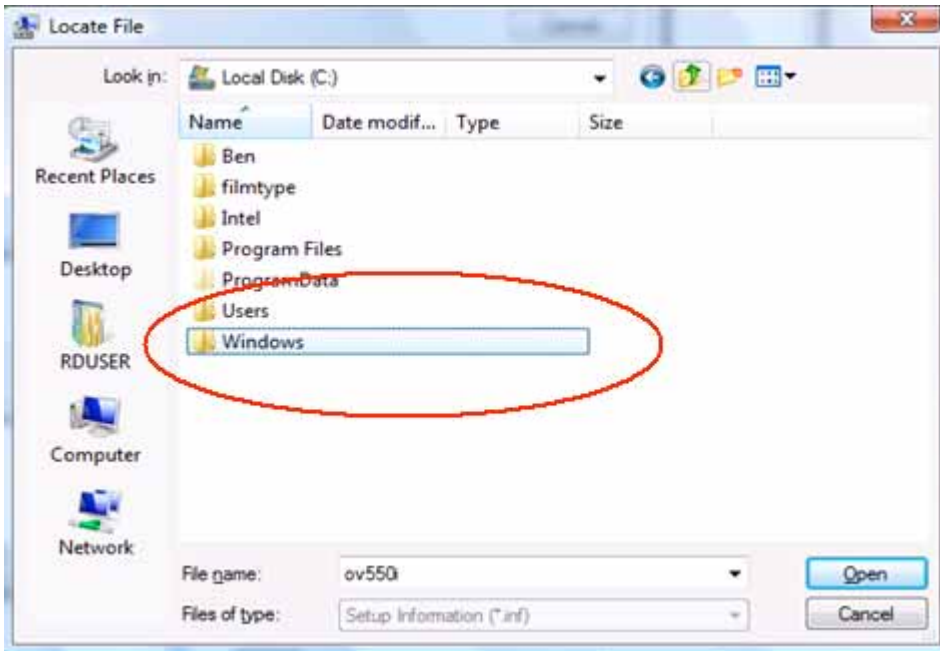 Locate File
Look in: Local Disk (C:)
Name Date modif... Type Size
Ben
filmtype
Intel
Program Files
ProgramData
Users
Windows
Recent Places
Desktop
RDUSER
Computer
Network
File name: ov550i
Open
Files of type: Setup Information (*.inf)
Cancel